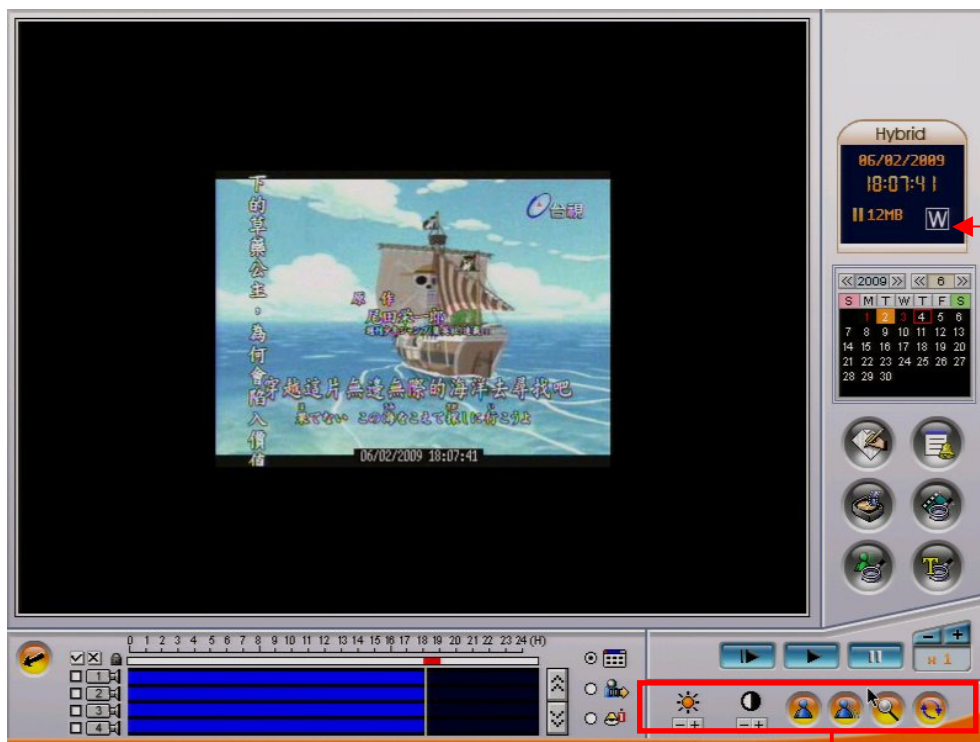 Hybrid
06/02/2009
18:07:41
12MB
W
2009 6
S M T W T F S
1 2 3 4 5 6
7 8 9 10 11 12 13
14 15 16 17 18 19 20
21 22 23 24 25 26 27
28 29 30
台視
下的草藥公主，為何會陷入價值
原作
尾田栄一郎
穿越這片無邊無際的海洋去尋找吧
果てない この海をこえて探しに行こうよ
06/02/2009 18:07:41
0 1 2 3 4 5 6 7 8 9 10 11 12 13 14 15 16 17 18 19 20 21 22 23 24 (H)
1
2
3
4
x 1